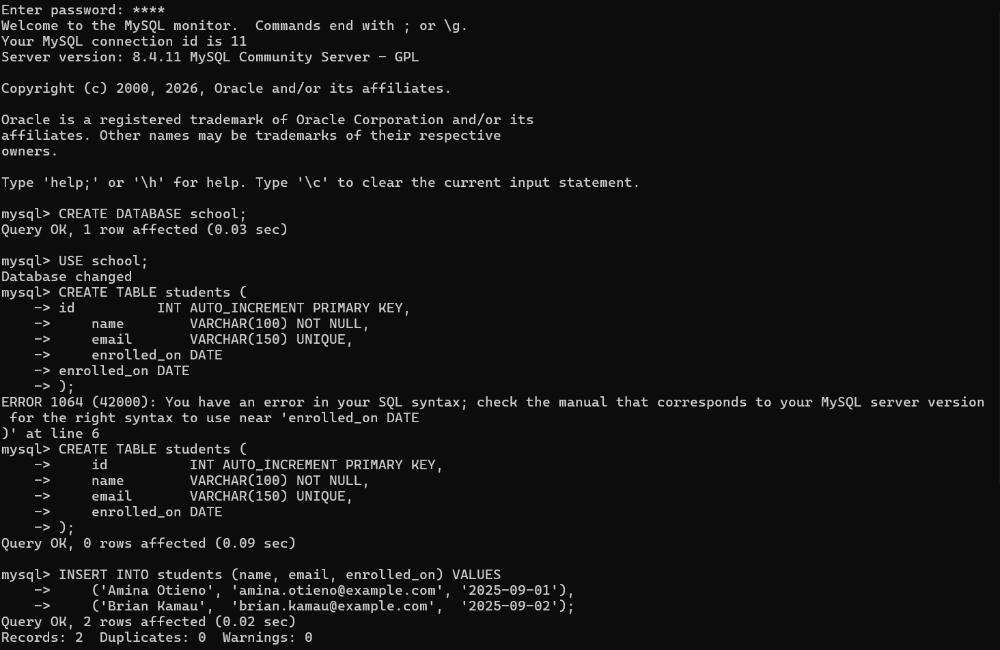 Enter password: ****
Welcome to the MySQL monitor.  Commands end with ; or \g.
Your MySQL connection id is 11
Server version: 8.4.11 MySQL Community Server - GPL

Copyright (c) 2000, 2026, Oracle and/or its affiliates.

Oracle is a registered trademark of Oracle Corporation and/or its
affiliates. Other names may be trademarks of their respective
owners.

Type 'help;' or '\h' for help. Type '\c' to clear the current input statement.

mysql> CREATE DATABASE school;
Query OK, 1 row affected (0.03 sec)

mysql> USE school;
Database changed
mysql> CREATE TABLE students (
    -> id          INT AUTO_INCREMENT PRIMARY KEY,
    ->     name        VARCHAR(100) NOT NULL,
    ->     email       VARCHAR(150) UNIQUE,
    ->     enrolled_on DATE
    -> enrolled_on DATE
    -> );
ERROR 1064 (42000): You have an error in your SQL syntax; check the manual that corresponds to your MySQL server version
 for the right syntax to use near 'enrolled_on DATE
)' at line 6
mysql> CREATE TABLE students (
    ->     id          INT AUTO_INCREMENT PRIMARY KEY,
    ->     name        VARCHAR(100) NOT NULL,
    ->     email       VARCHAR(150) UNIQUE,
    ->     enrolled_on DATE
    -> );
Query OK, 0 rows affected (0.09 sec)

mysql> INSERT INTO students (name, email, enrolled_on) VALUES
    ->     ('Amina Otieno', 'amina.otieno@example.com', '2025-09-01'),
    ->     ('Brian Kamau',  'brian.kamau@example.com',  '2025-09-02');
Query OK, 2 rows affected (0.02 sec)
Records: 2  Duplicates: 0  Warnings: 0